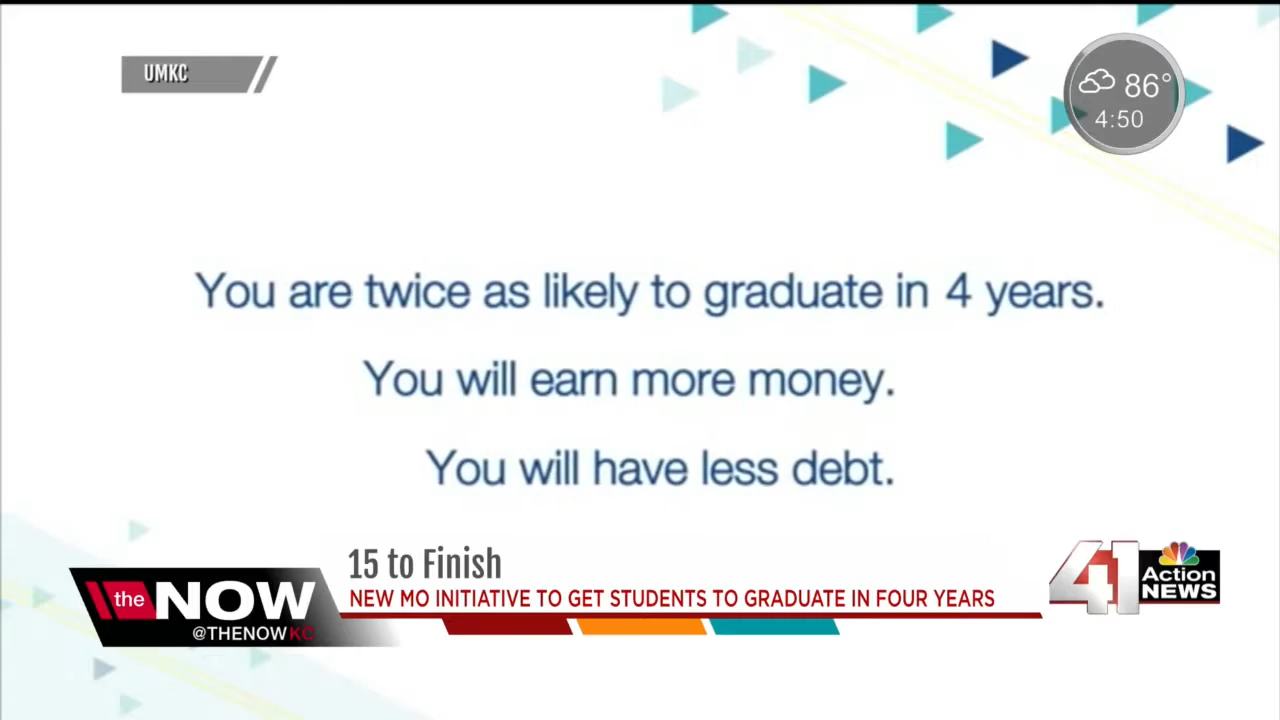 UMKC
86°
4:50
You are twice as likely to graduate in 4 years.
You will earn more money.
You will have less debt.
15 to Finish
NEW MO INITIATIVE TO GET STUDENTS TO GRADUATE IN FOUR YEARS
the NOW
@THENOWKC
41 Action NEWS